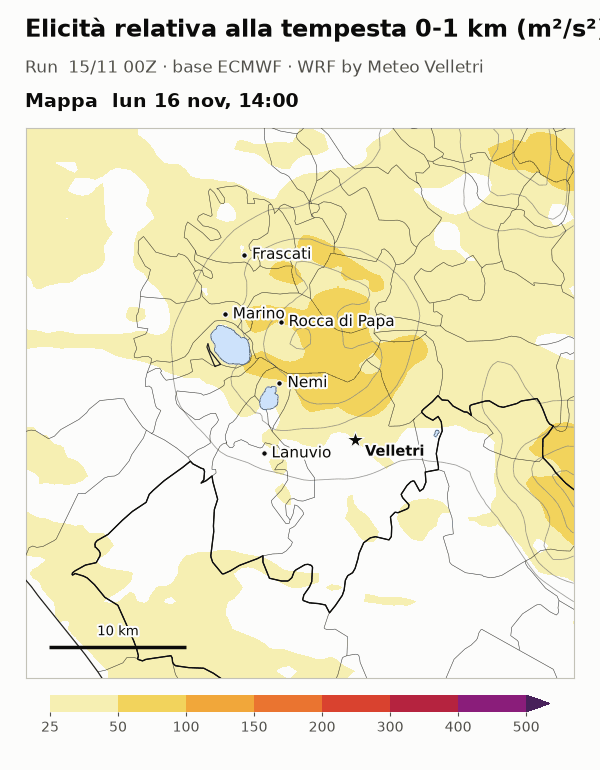 Elicità relativa alla tempesta 0-1 km (m²/s²)
Run 15/11 00Z · base ECMWF · WRF by Meteo Velletri
Mappa lun 16 nov, 14:00
Frascati
Marino
Rocca di Papa
Nemi
Velletri
Lanuvio
10 km
25 50 100 150 200 300 400 500